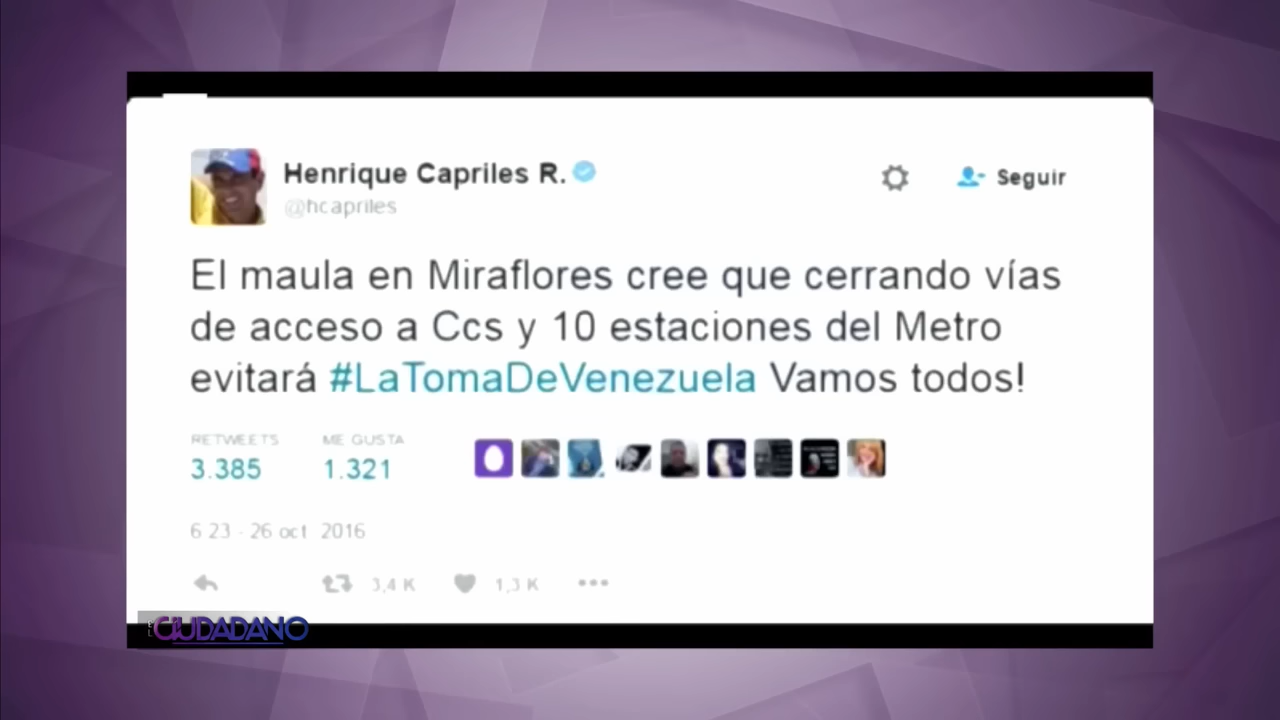 Henrique Capriles R.
@hcapriles
Seguir
El maula en Miraflores cree que cerrando vías
de acceso a Ccs y 10 estaciones del Metro
evitará #LaTomaDeVenezuela Vamos todos!
RETWEETS
ME GUSTA
3.385
1.321
6:23 - 26 oct 2016
3,4 K
1,3 K
EL CIUDADANO